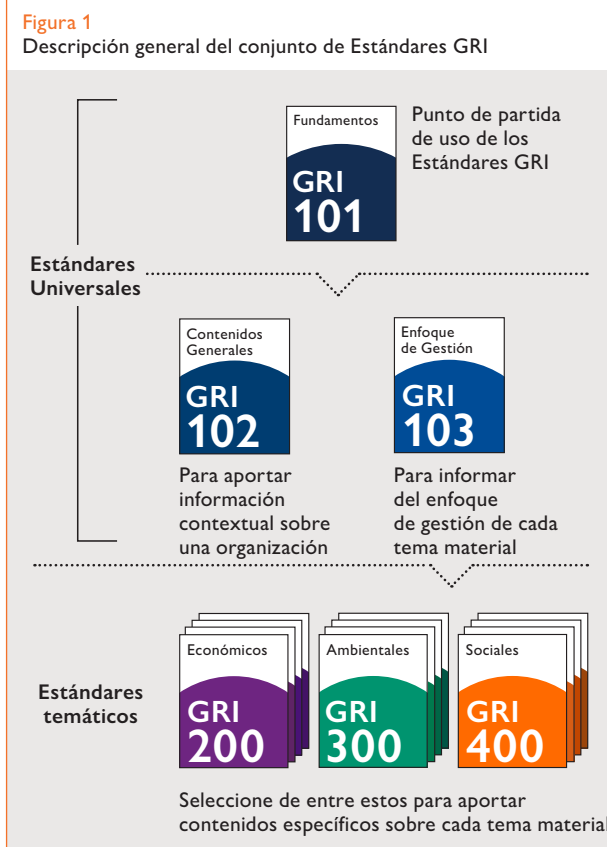 Figura 1
Descripción general del conjunto de Estándares GRI
Fundamentos
GRI
101
Punto de partida
de uso de los
Estándares GRI
Estándares
Universales
Contenidos
Generales
GRI
102
Para aportar
información
contextual sobre
una organización
Enfoque
de Gestión
GRI
103
Para informar
del enfoque
de gestión de cada
tema material
Estándares
temáticos
Económicos
GRI
200
Ambientales
GRI
300
Sociales
GRI
400
Seleccione de entre estos para aportar
contenidos específicos sobre cada tema material